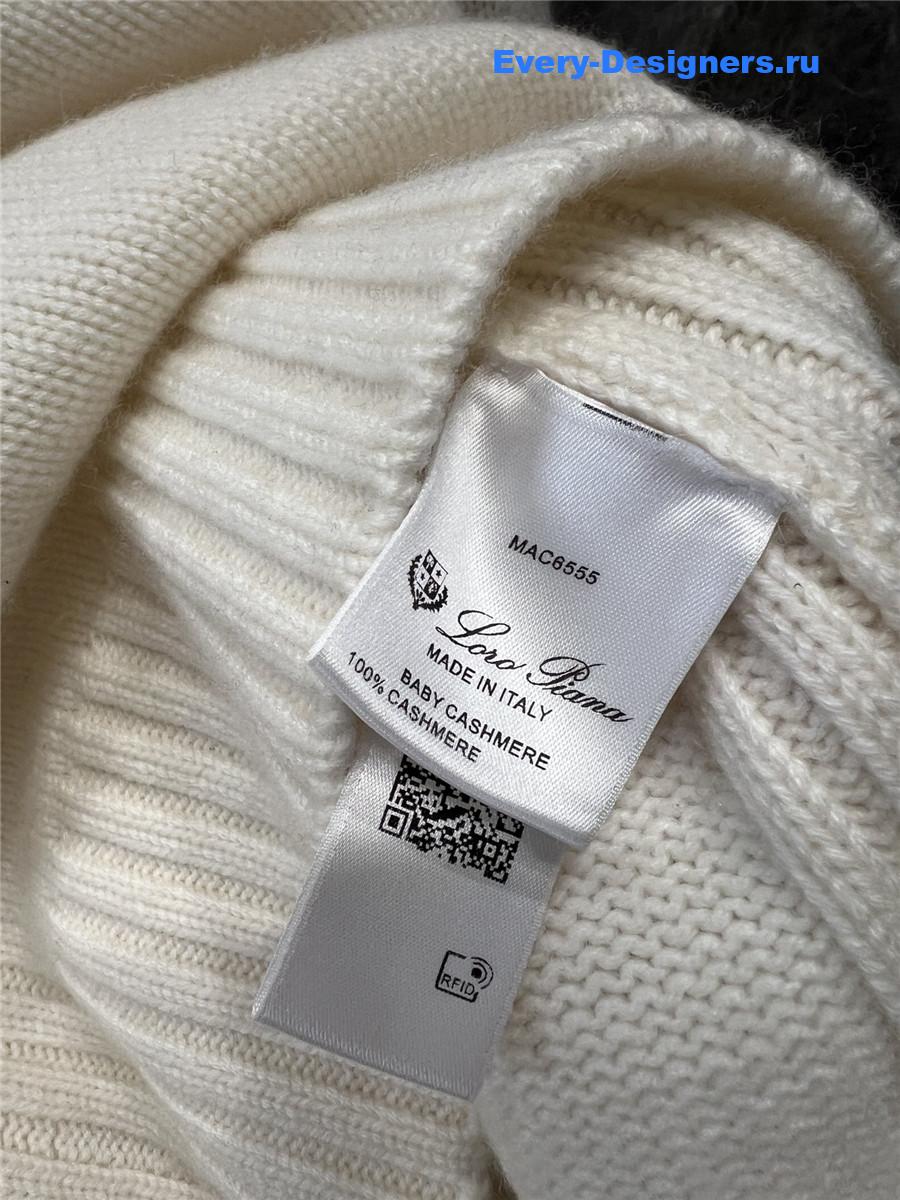 Every-Designers.ru
MAC6555
Loro Piana
MADE IN ITALY
BABY CASHMERE
100% CASHMERE
RFID